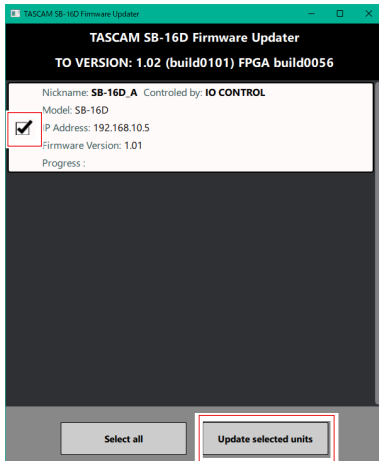 TASCAM SB-16D Firmware Updater
TASCAM SB-16D Firmware Updater
TO VERSION: 1.02 (build0101) FPGA build0056
Nickname: SB-16D_A Controled by: IO CONTROL
Model: SB-16D
IP Address: 192.168.10.5
Firmware Version: 1.01
Progress :
Select all Update selected units